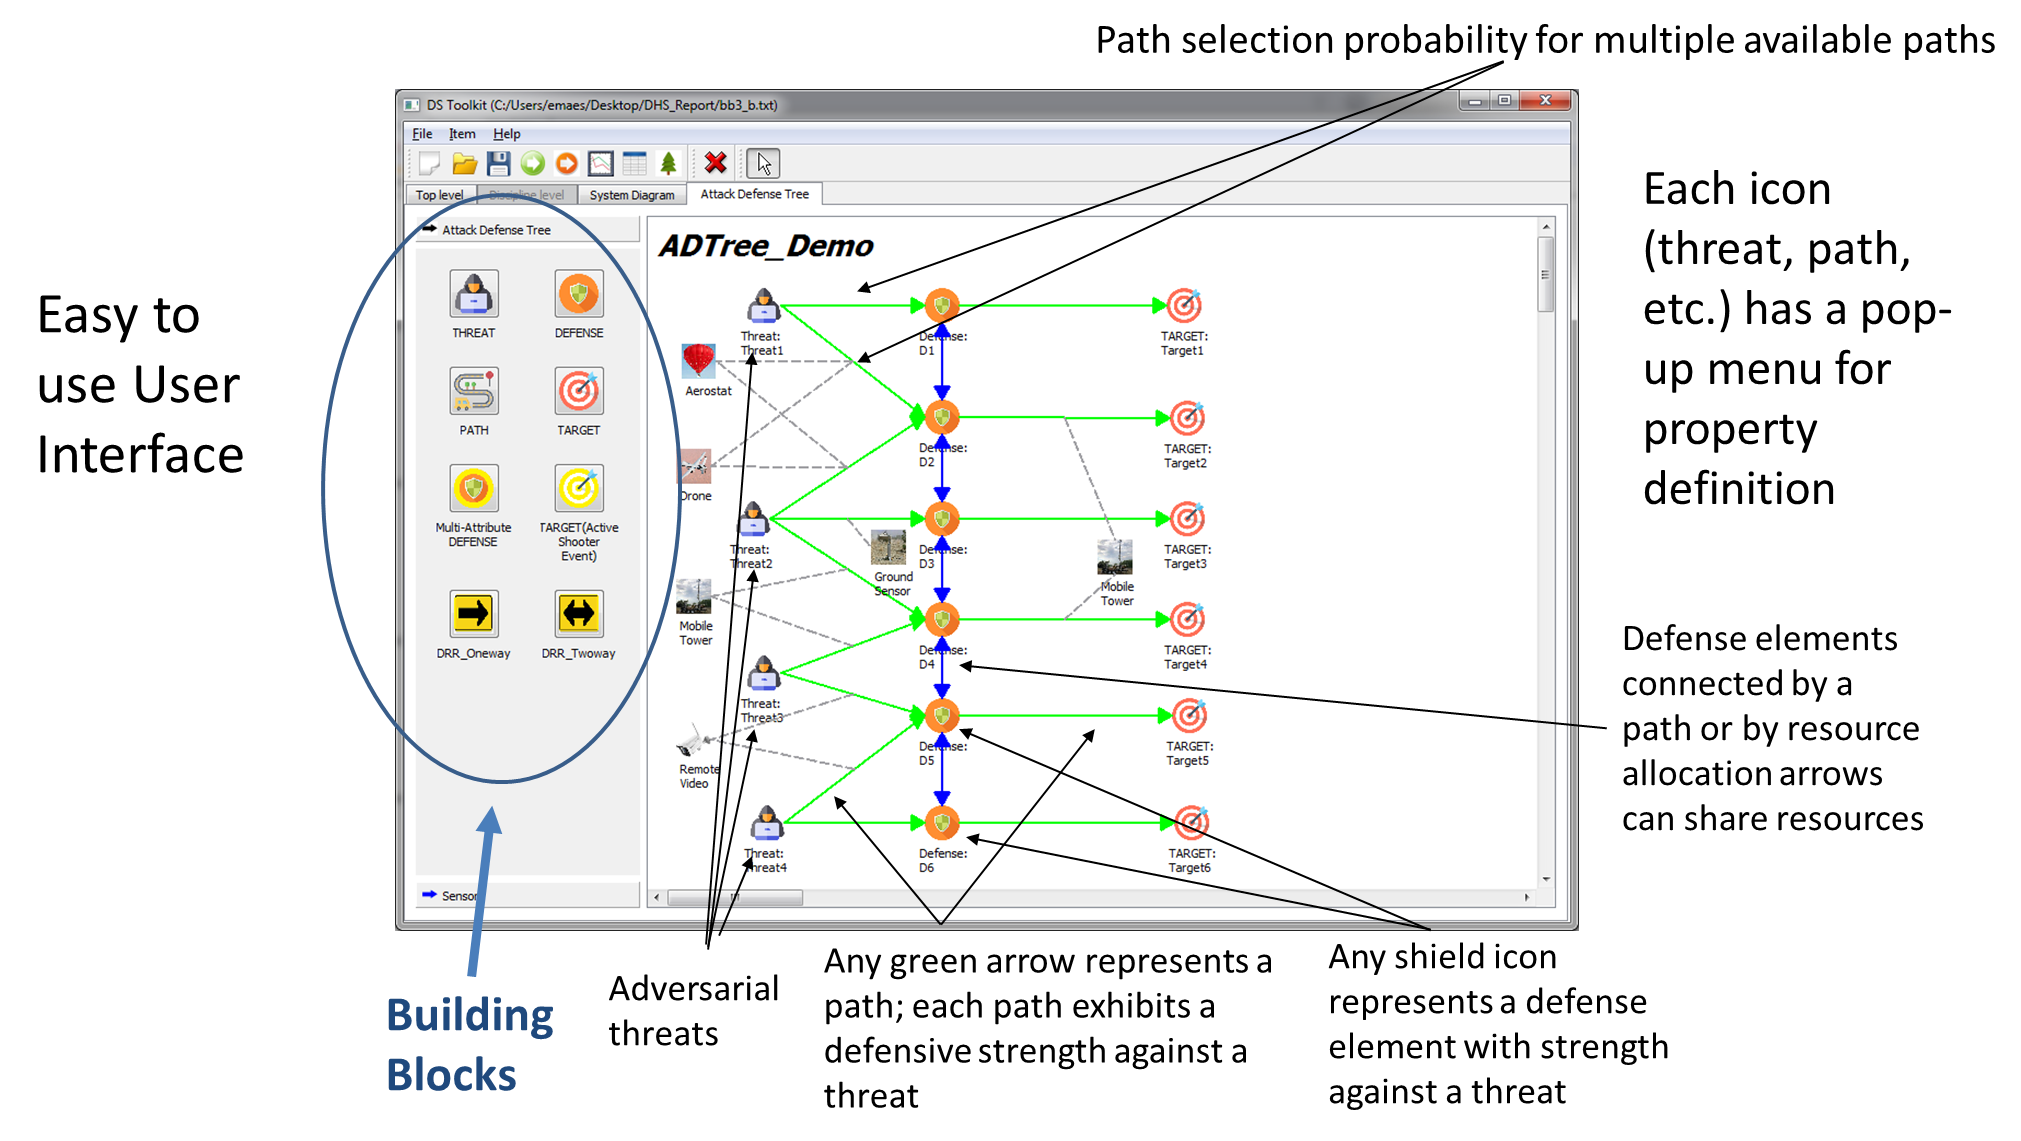 Path selection probability for multiple available paths
DS Toolkit (C:/Users/emaes/Desktop/DHS_Report/bb3_b.txt)
File Item Help
Top level Discipline level System Diagram Attack Defense Tree
Attack Defense Tree
THREAT DEFENSE
PATH TARGET
Multi-Attribute
DEFENSE
TARGET(Active
Shooter
Event)
DRR_Oneway DRR_Twoway
Sensor
ADTree_Demo
Threat:
Threat1
Defense:
D1
TARGET:
Target1
Aerostat
Defense:
D2
TARGET:
Target2
Drone
Threat:
Threat2
Ground
Sensor
Defense:
D3
Mobile
Tower
TARGET:
Target3
Mobile
Tower
Defense:
D4
TARGET:
Target4
Threat:
Threat3
Remote
Video
Defense:
D5
TARGET:
Target5
Threat:
Threat4
Defense:
D6
TARGET:
Target6
Easy to
use User
Interface
Building
Blocks
Adversarial
threats
Any green arrow represents a
path; each path exhibits a
defensive strength against a
threat
Any shield icon
represents a defense
element with strength
against a threat
Each icon
(threat, path,
etc.) has a pop-
up menu for
property
definition
Defense elements
connected by a
path or by resource
allocation arrows
can share resources